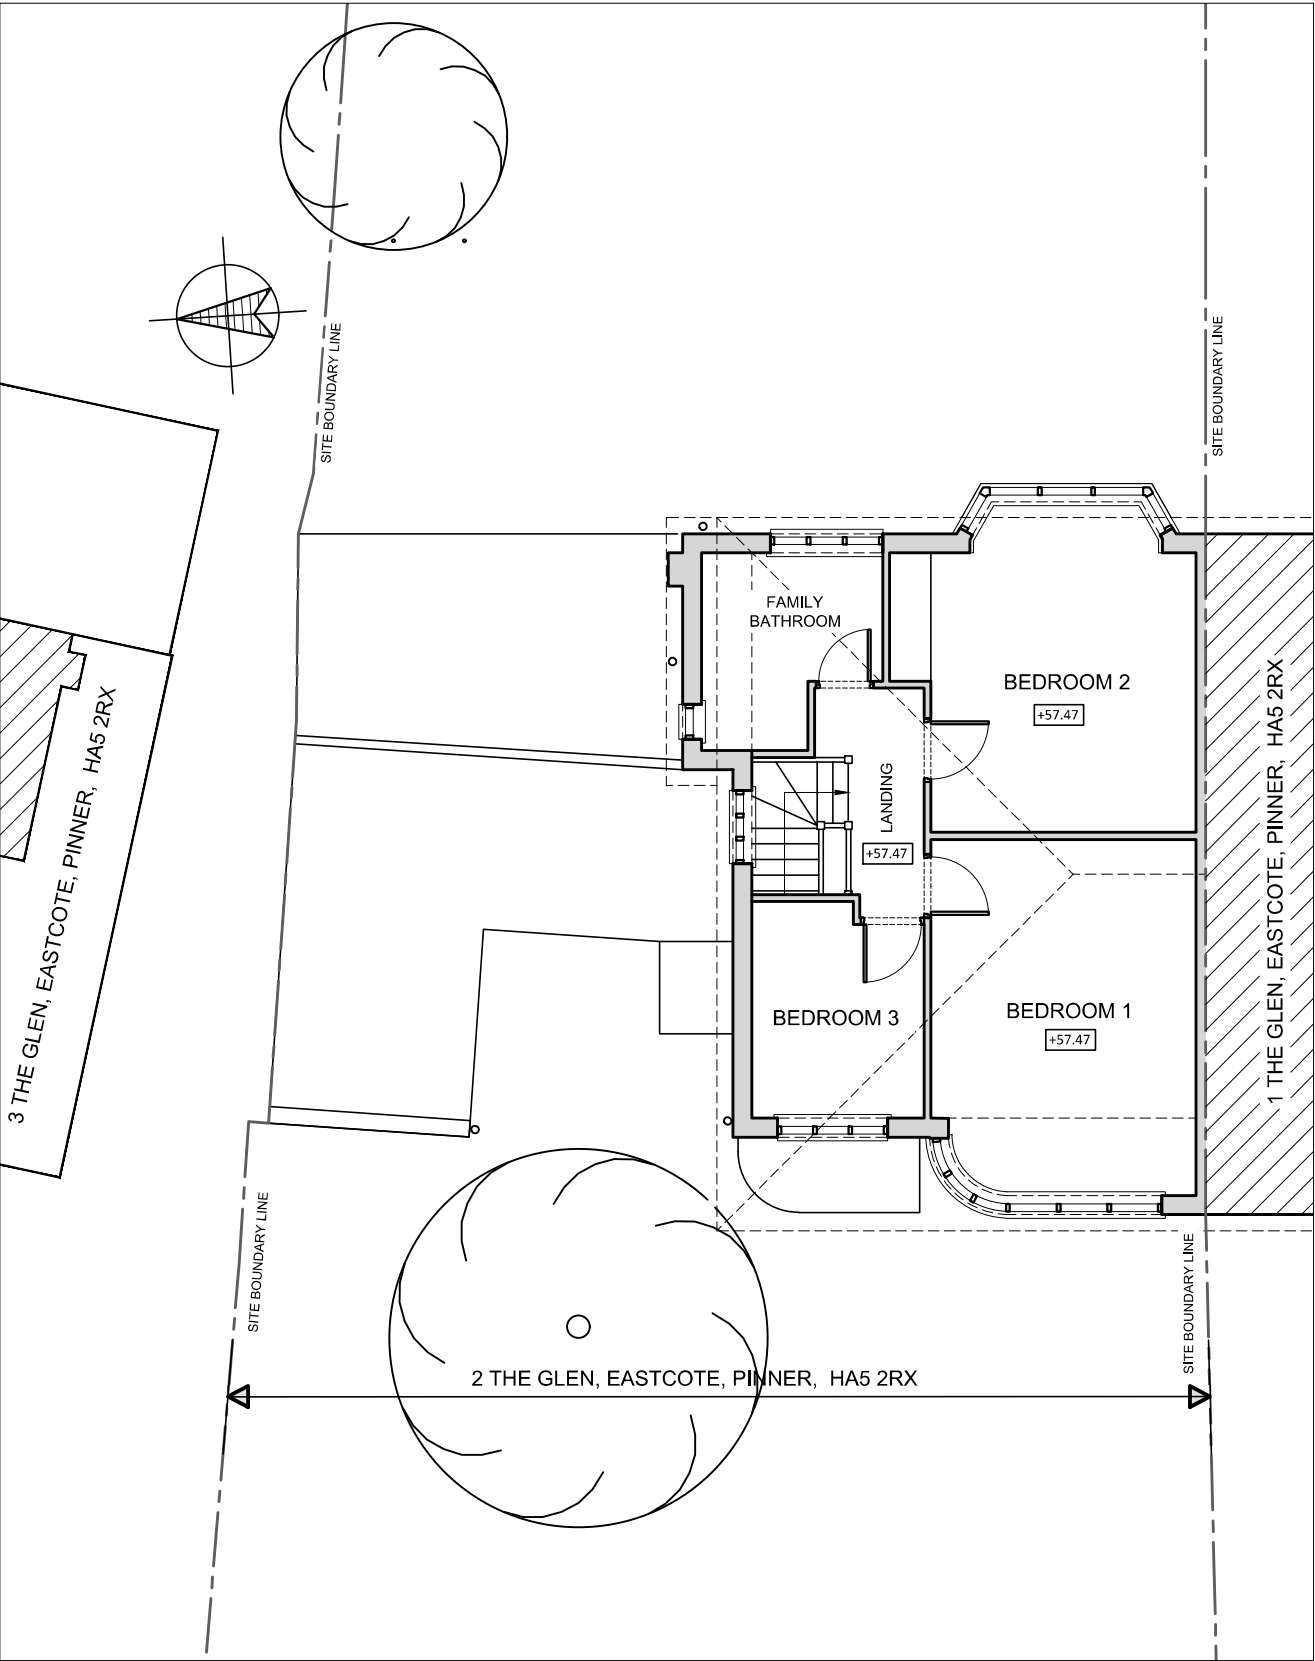 SITE BOUNDARY LINE
SITE BOUNDARY LINE
FAMILY
BATHROOM
BEDROOM 2
+57.47
LANDING
+57.47
3 THE GLEN, EASTCOTE, PINNER, HA5 2RX
1 THE GLEN, EASTCOTE, PINNER, HA5 2RX
BEDROOM 3
BEDROOM 1
+57.47
SITE BOUNDARY LINE
SITE BOUNDARY LINE
2 THE GLEN, EASTCOTE, PINNER, HA5 2RX